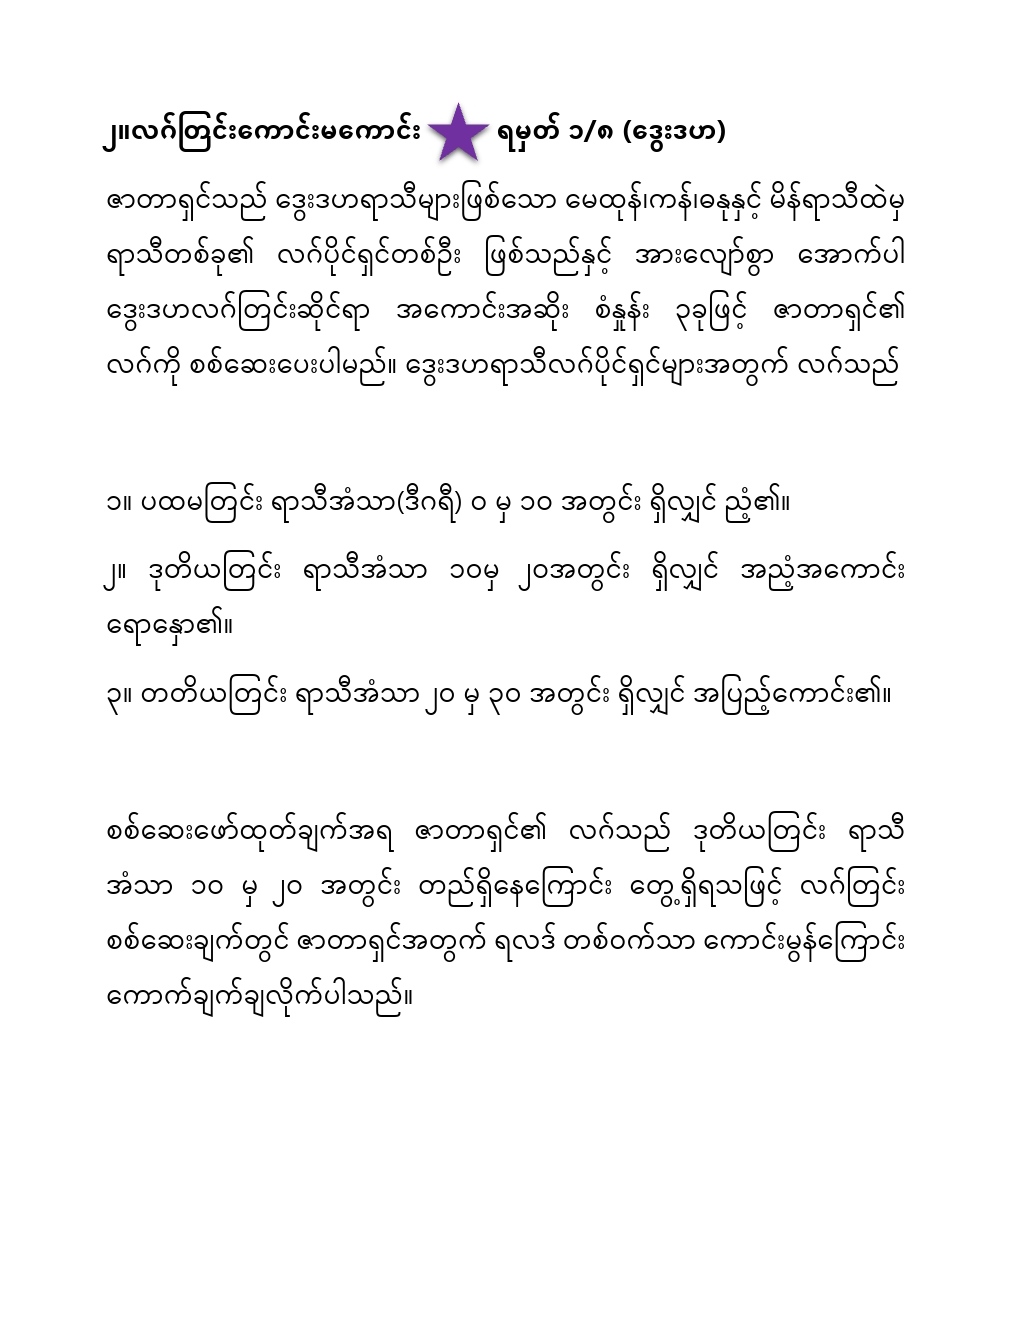 ၂။လဂ်တြင်းကောင်းမကောင်း ရမှတ် ၁/၈ (ဒွေးဒဟ)
ဇာတာရှင်သည် ဒွေးဒဟရာသီများဖြစ်သော မေထုန်၊ကန်၊ဓနုနှင့် မိန်ရာသီထဲမှ
ရာသီတစ်ခု၏ လဂ်ပိုင်ရှင်တစ်ဦး ဖြစ်သည်နှင့် အားလျော်စွာ အောက်ပါ
ဒွေးဒဟလဂ်တြင်းဆိုင်ရာ အကောင်းအဆိုး စံနှုန်း ၃ခုဖြင့် ဇာတာရှင်၏
လဂ်ကို စစ်ဆေးပေးပါမည်။ ဒွေးဒဟရာသီလဂ်ပိုင်ရှင်များအတွက် လဂ်သည်
၁။ ပထမတြင်း ရာသီအံသာ(ဒီဂရီ) ၀ မှ ၁၀ အတွင်း ရှိလျှင် ညံ့၏။
၂။ ဒုတိယတြင်း ရာသီအံသာ ၁၀မှ ၂၀အတွင်း ရှိလျှင် အညံ့အကောင်း
ရောနှော၏။
၃။ တတိယတြင်း ရာသီအံသာ၂၀ မှ ၃၀ အတွင်း ရှိလျှင် အပြည့်ကောင်း၏။
စစ်ဆေးဖော်ထုတ်ချက်အရ ဇာတာရှင်၏ လဂ်သည် ဒုတိယတြင်း ရာသီ
အံသာ ၁၀ မှ ၂၀ အတွင်း တည်ရှိနေကြောင်း တွေ့ရှိရသဖြင့် လဂ်တြင်း
စစ်ဆေးချက်တွင် ဇာတာရှင်အတွက် ရလဒ် တစ်ဝက်သာ ကောင်းမွန်ကြောင်း
ကောက်ချက်ချလိုက်ပါသည်။